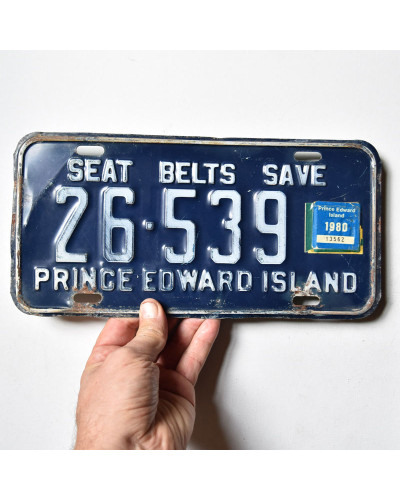 SEAT BELTS SAVE
26·539
Prince Edward
Island
1980
13562
PRINCE·EDWARD ISLAND